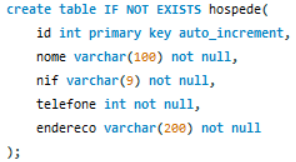 create table IF NOT EXISTS hospede(
    id int primary key auto_increment,
    nome varchar(100) not null,
    nif varchar(9) not null,
    telefone int not null,
    endereco varchar(200) not null
);